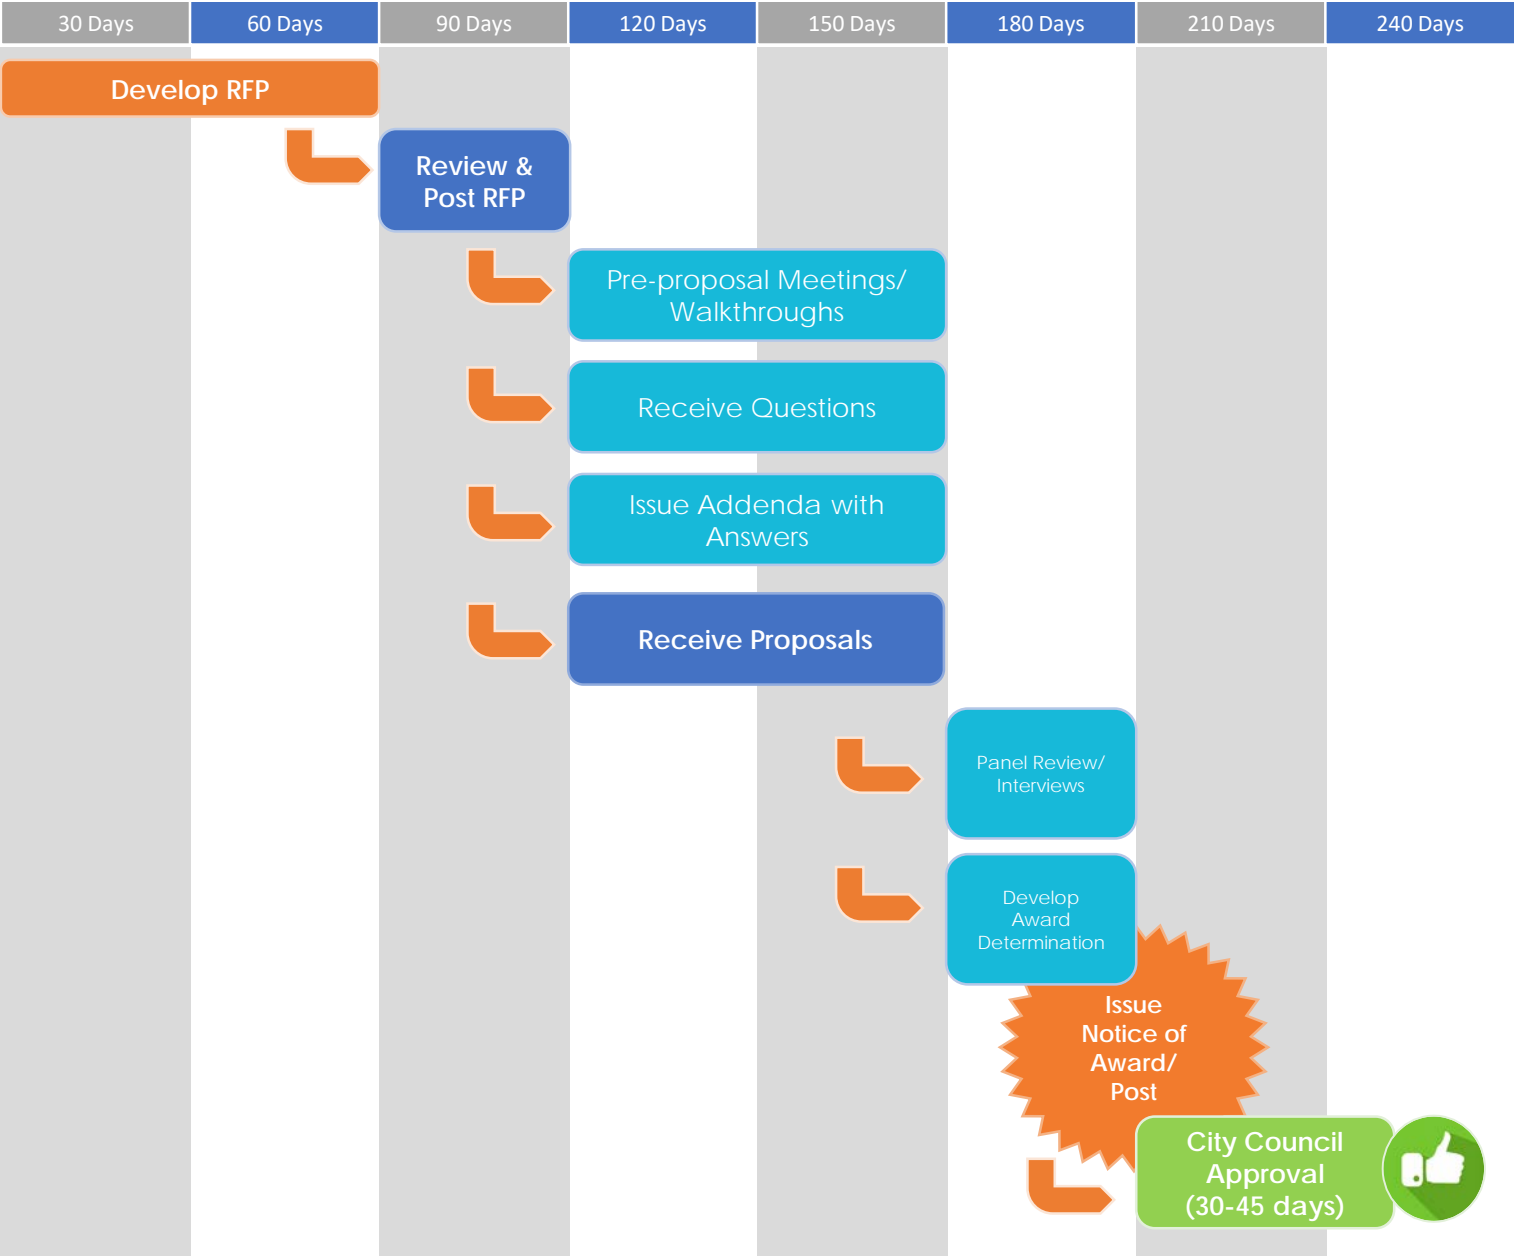 30 Days
60 Days
90 Days
120 Days
150 Days
180 Days
210 Days
240 Days
Develop RFP
Review &
Post RFP
Pre-proposal Meetings/
Walkthroughs
Receive Questions
Issue Addenda with
Answers
Receive Proposals
Panel Review/
Interviews
Develop
Award
Determination
Issue
Notice of
Award/
Post
City Council
Approval
(30-45 days)